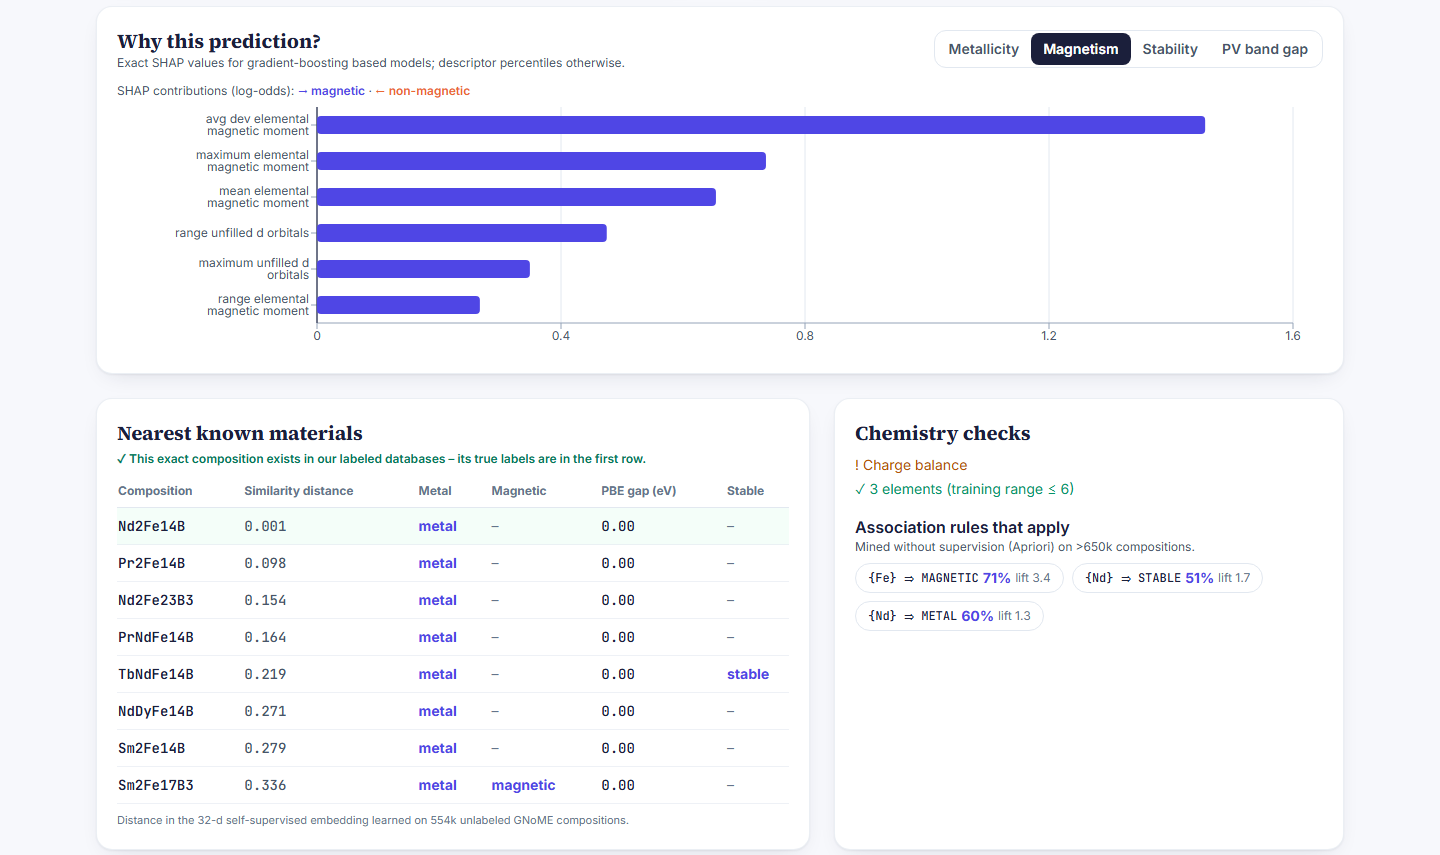 Why this prediction?
Exact SHAP values for gradient-boosting based models; descriptor percentiles otherwise.
Metallicity Magnetism Stability PV band gap
SHAP contributions (log-odds): → magnetic · ← non-magnetic
avg dev elemental
magnetic moment
maximum elemental
magnetic moment
mean elemental
magnetic moment
range unfilled d orbitals
maximum unfilled d
orbitals
range elemental
magnetic moment
0 0.4 0.8 1.2 1.6
Nearest known materials
✓ This exact composition exists in our labeled databases – its true labels are in the first row.
Composition Similarity distance Metal Magnetic PBE gap (eV) Stable
Nd2Fe14B 0.001 metal – 0.00 –
Pr2Fe14B 0.098 metal – 0.00 –
Nd2Fe23B3 0.154 metal – 0.00 –
PrNdFe14B 0.164 metal – 0.00 –
TbNdFe14B 0.219 metal – 0.00 stable
NdDyFe14B 0.271 metal – 0.00 –
Sm2Fe14B 0.279 metal – 0.00 –
Sm2Fe17B3 0.336 metal magnetic 0.00 –
Distance in the 32-d self-supervised embedding learned on 554k unlabeled GNoME compositions.
Chemistry checks
! Charge balance
✓ 3 elements (training range ≤ 6)
Association rules that apply
Mined without supervision (Apriori) on >650k compositions.
{Fe} ⇒ MAGNETIC 71% lift 3.4
{Nd} ⇒ STABLE 51% lift 1.7
{Nd} ⇒ METAL 60% lift 1.3